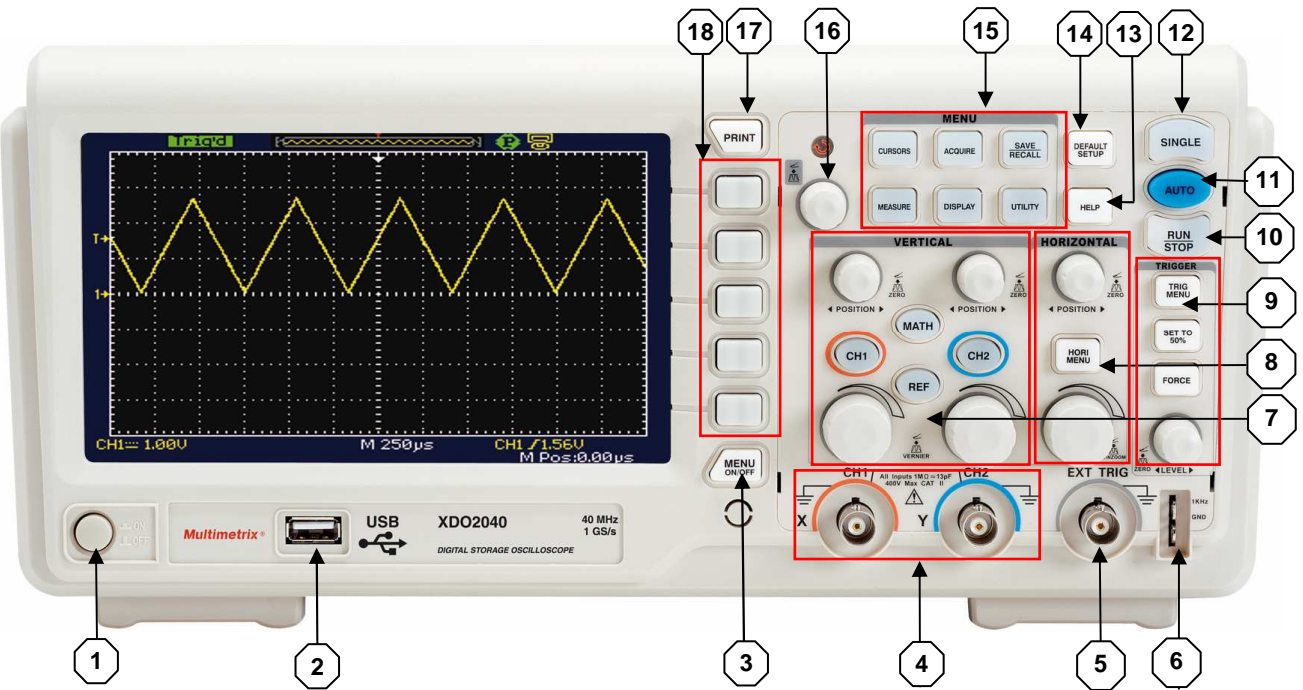 18
17
16
15
14
13
12
PRINT
MENU
CURSORS
ACQUIRE
SAVE
RECALL
DEFAULT
SETUP
SINGLE
11
AUTO
MEASURE
DISPLAY
UTILITY
HELP
10
RUN
STOP
Trig'd
P
T
1
CH1 1.00V
M 250µs
CH1 /1.56V
M Pos:0.00µs
VERTICAL
HORIZONTAL
TRIGGER
ZERO
ZERO
ZERO
◄ POSITION ►
◄ POSITION ►
◄ POSITION ►
TRIG
MENU
9
MATH
SET TO
50%
CH1
CH2
HORI
MENU
8
REF
FORCE
7
VERNIER
ZERO
◄LEVEL►
MENU
ON/OFF
CH1
All Inputs 1MΩ≈13pF
400V Max CAT II
CH2
EXT TRIG
X
Y
1KHz
GND
ON
OFF
Multimetrix®
USB
XDO2040
40 MHz
1 GS/s
DIGITAL STORAGE OSCILLOSCOPE
1
2
3
4
5
6